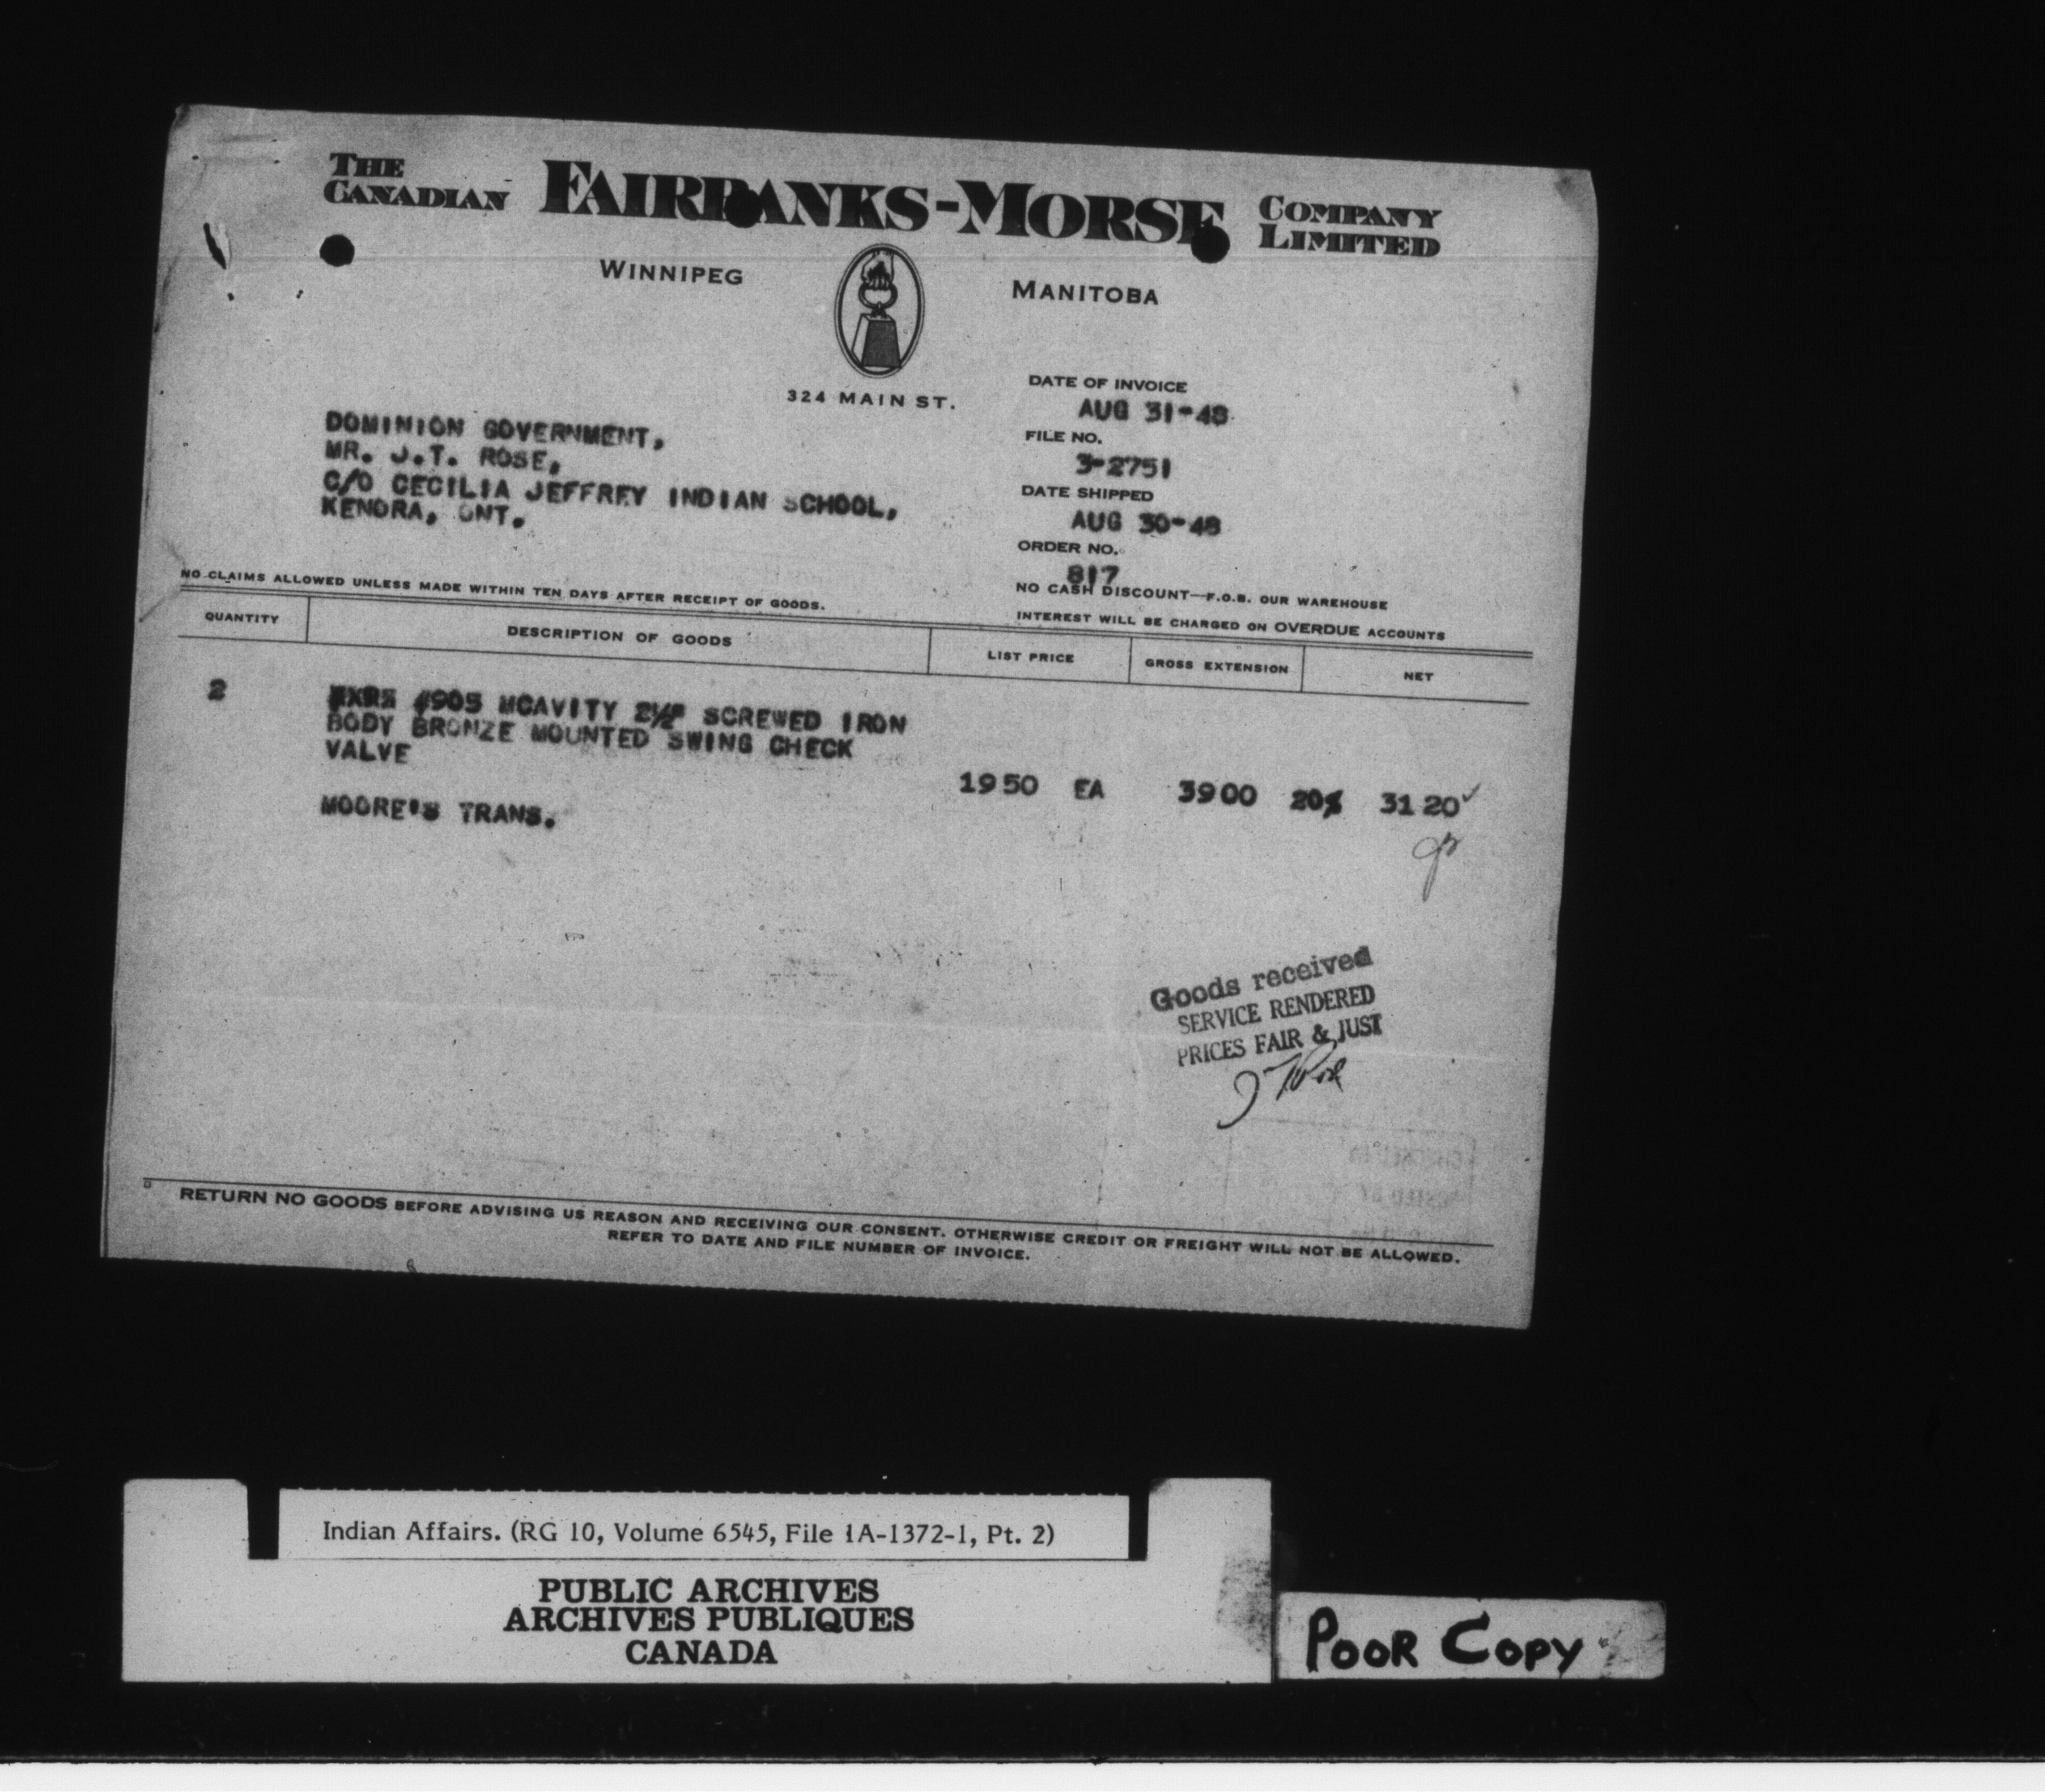 THE CANADIAN FAIRBANKS-MORSE COMPANY LIMITED
WINNIPEG MANITOBA
324 MAIN ST.
DATE OF INVOICE
AUG 31-48
FILE NO.
3-2751
DATE SHIPPED
AUG 30-48
ORDER NO.
817
DOMINION GOVERNMENT,
MR. J.T. ROSE,
C/O CECILIA JEFFREY INDIAN SCHOOL,
KENORA, ONT.
NO CLAIMS ALLOWED UNLESS MADE WITHIN TEN DAYS AFTER RECEIPT OF GOODS.
NO CASH DISCOUNT—F.O.B. OUR WAREHOUSE
INTEREST WILL BE CHARGED ON OVERDUE ACCOUNTS
QUANTITY DESCRIPTION OF GOODS LIST PRICE GROSS EXTENSION NET
2 #905 MCAVITY 2½" SCREWED IRON
BODY BRONZE MOUNTED SWING CHECK
VALVE
1950 EA 3900 20% 3120 ✓
MOORE'S TRANS.
Goods received
SERVICE RENDERED
PRICES FAIR & JUST
J T Rose
RETURN NO GOODS BEFORE ADVISING US REASON AND RECEIVING OUR CONSENT. OTHERWISE CREDIT OR FREIGHT WILL NOT BE ALLOWED.
REFER TO DATE AND FILE NUMBER OF INVOICE.
Indian Affairs. (RG 10, Volume 6545, File 1A-1372-1, Pt. 2)
PUBLIC ARCHIVES
ARCHIVES PUBLIQUES
CANADA
POOR COPY